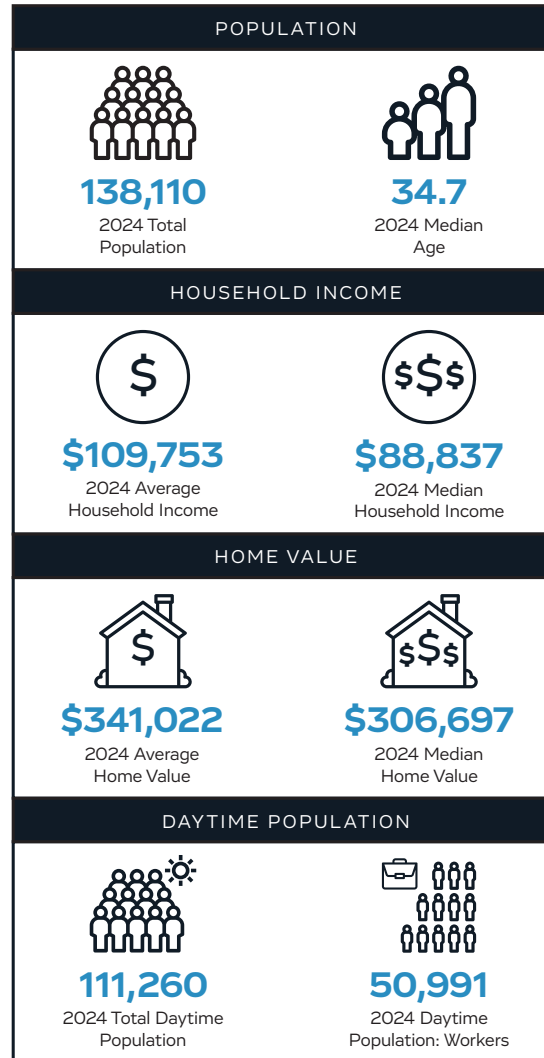 POPULATION
138,110
2024 Total
Population
34.7
2024 Median
Age
HOUSEHOLD INCOME
$
$109,753
2024 Average
Household Income
$$$
$88,837
2024 Median
Household Income
HOME VALUE
$
$341,022
2024 Average
Home Value
$$$
$306,697
2024 Median
Home Value
DAYTIME POPULATION
111,260
2024 Total Daytime
Population
50,991
2024 Daytime
Population: Workers